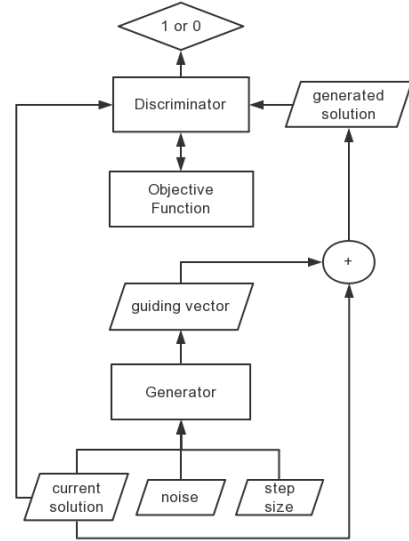 1 or 0
Discriminator
generated
solution
Objective
Function
+
guiding vector
Generator
current
solution
noise
step
size